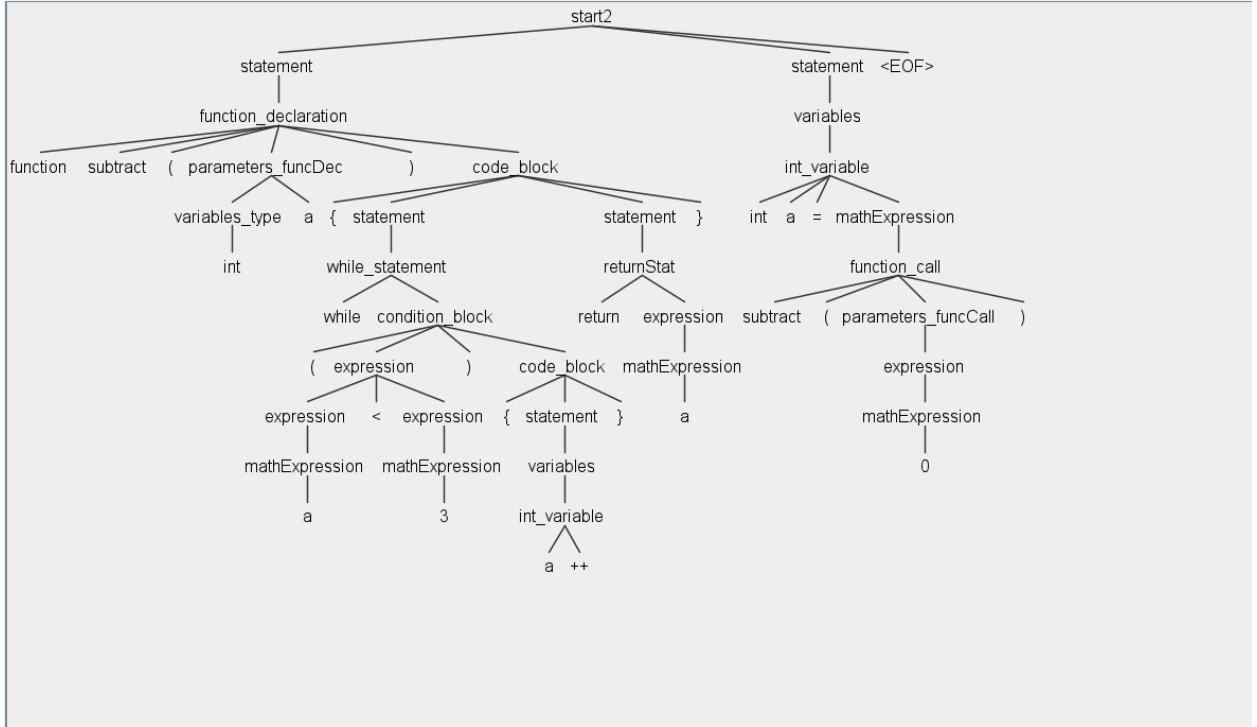 start2
statement statement <EOF>
function_declaration variables
function subtract ( parameters_funcDec ) code_block int_variable
variables_type a { statement statement } int a = mathExpression
int while_statement returnStat function_call
while condition_block return expression subtract ( parameters_funcCall )
( expression ) code_block mathExpression expression
expression < expression { statement } a mathExpression
mathExpression mathExpression variables 0
a 3 int_variable
a ++